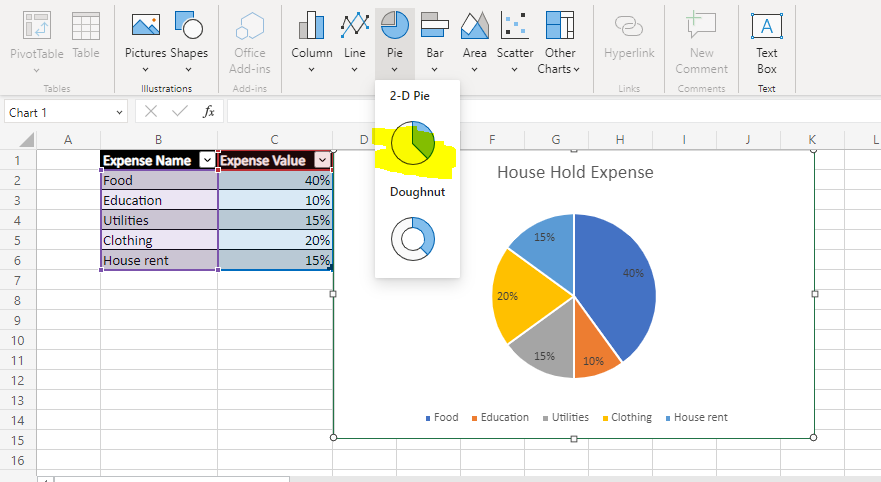 PivotTable Table Pictures Shapes Office Add-ins Column Line Pie Bar Area Scatter Other Charts Hyperlink New Comment Text Box
Tables Illustrations Add-ins Links Comments Text
2-D Pie
Doughnut
Chart 1 fx
A B C D F G H I J K L
1 Expense Name Expense Value
2 Food 40%
3 Education 10%
4 Utilities 15%
5 Clothing 20%
6 House rent 15%
7
8
9
10
11
12
13
14
15
16
House Hold Expense
15% 40%
20%
15% 10%
Food Education Utilities Clothing House rent